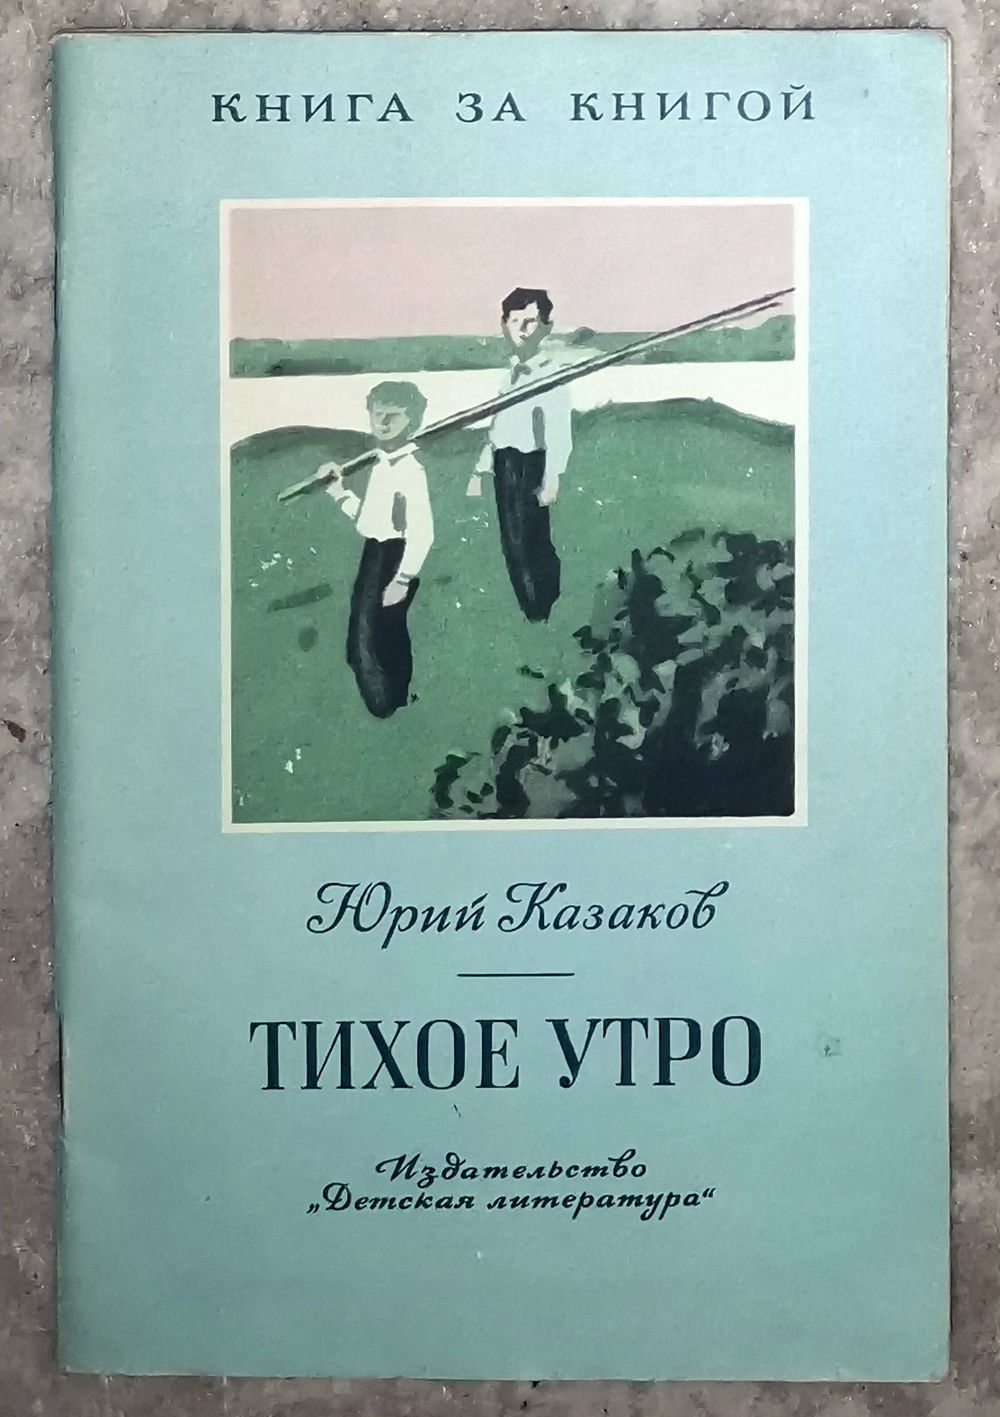 КНИГА ЗА КНИГОЙ
Юрий Казаков
ТИХОЕ УТРО
Издательство
„Детская литература“